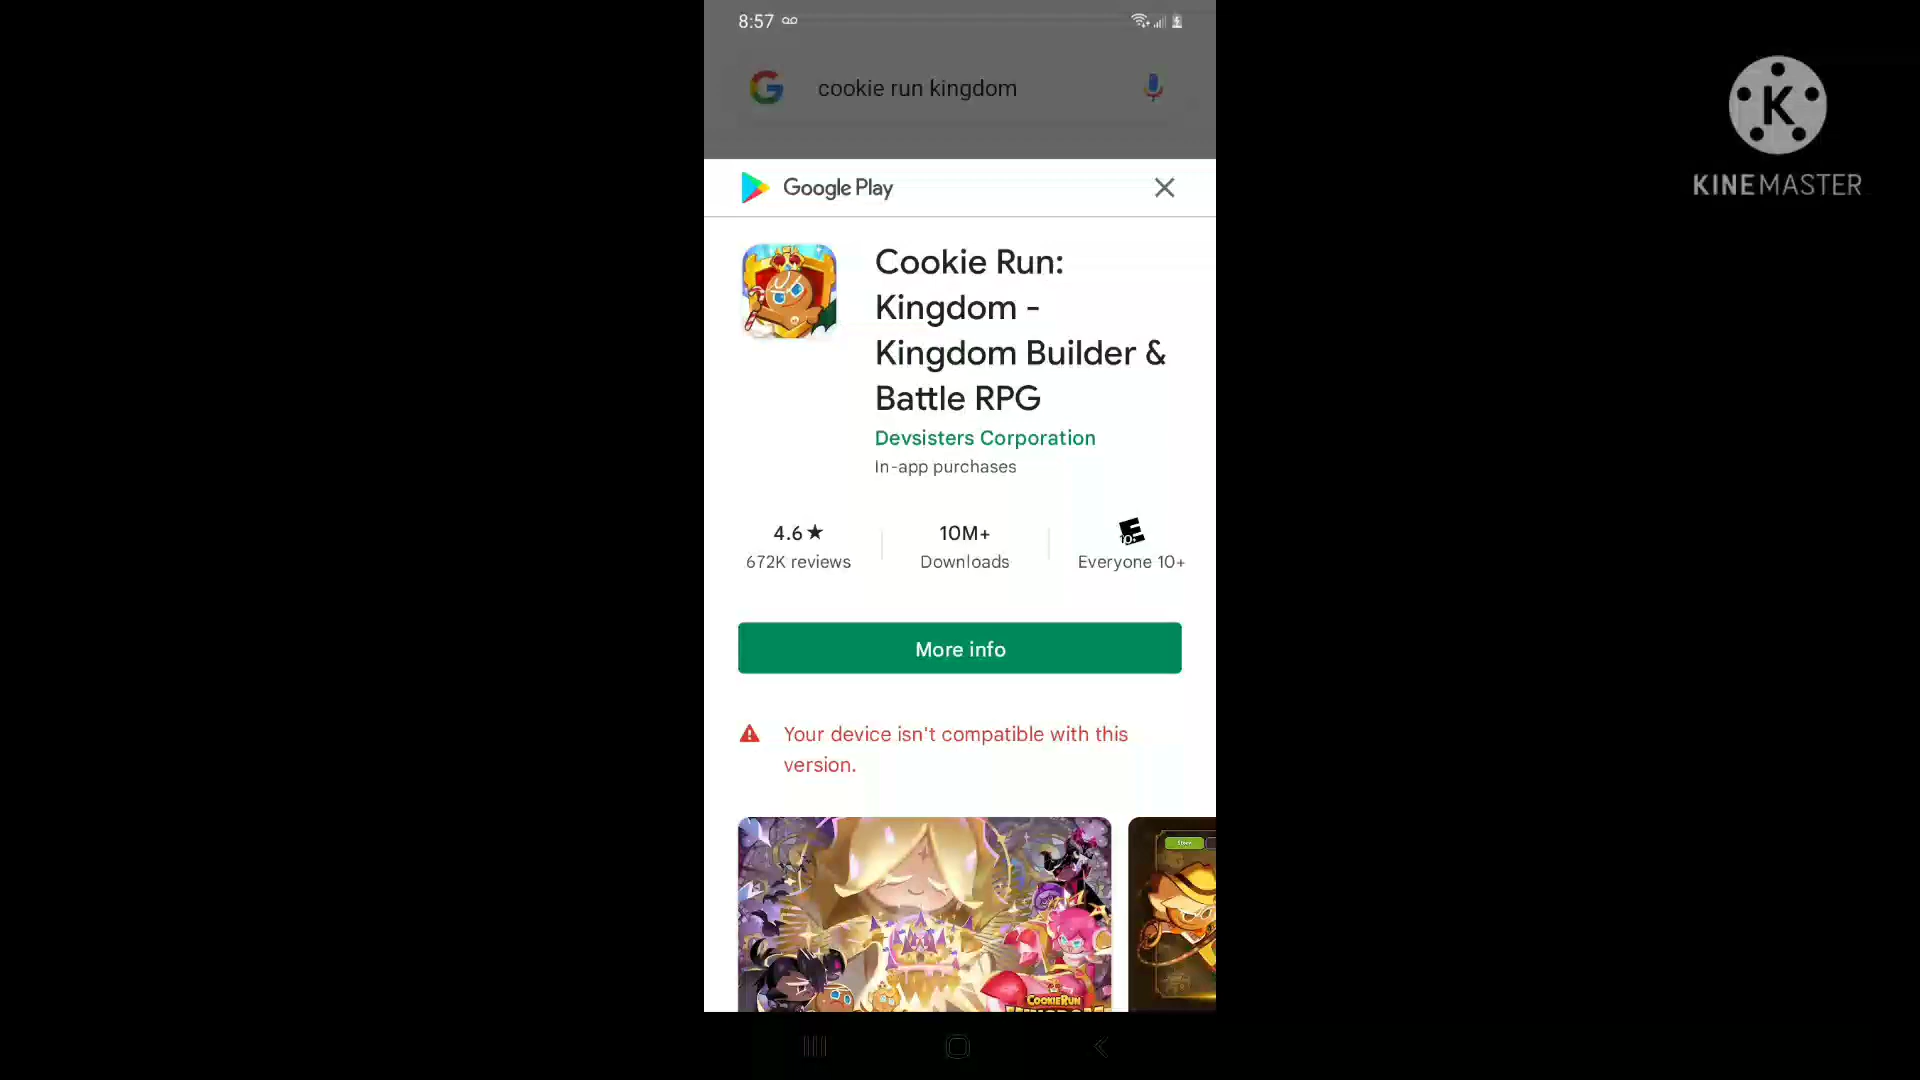 8:57
cookie run kingdom
K
KINEMASTER
Google Play
Cookie Run:
Kingdom -
Kingdom Builder &
Battle RPG
Devsisters Corporation
In-app purchases
4.6★
10M+
672K reviews
Downloads
Everyone 10+
More info
Your device isn't compatible with this
version.
COOKIERUN